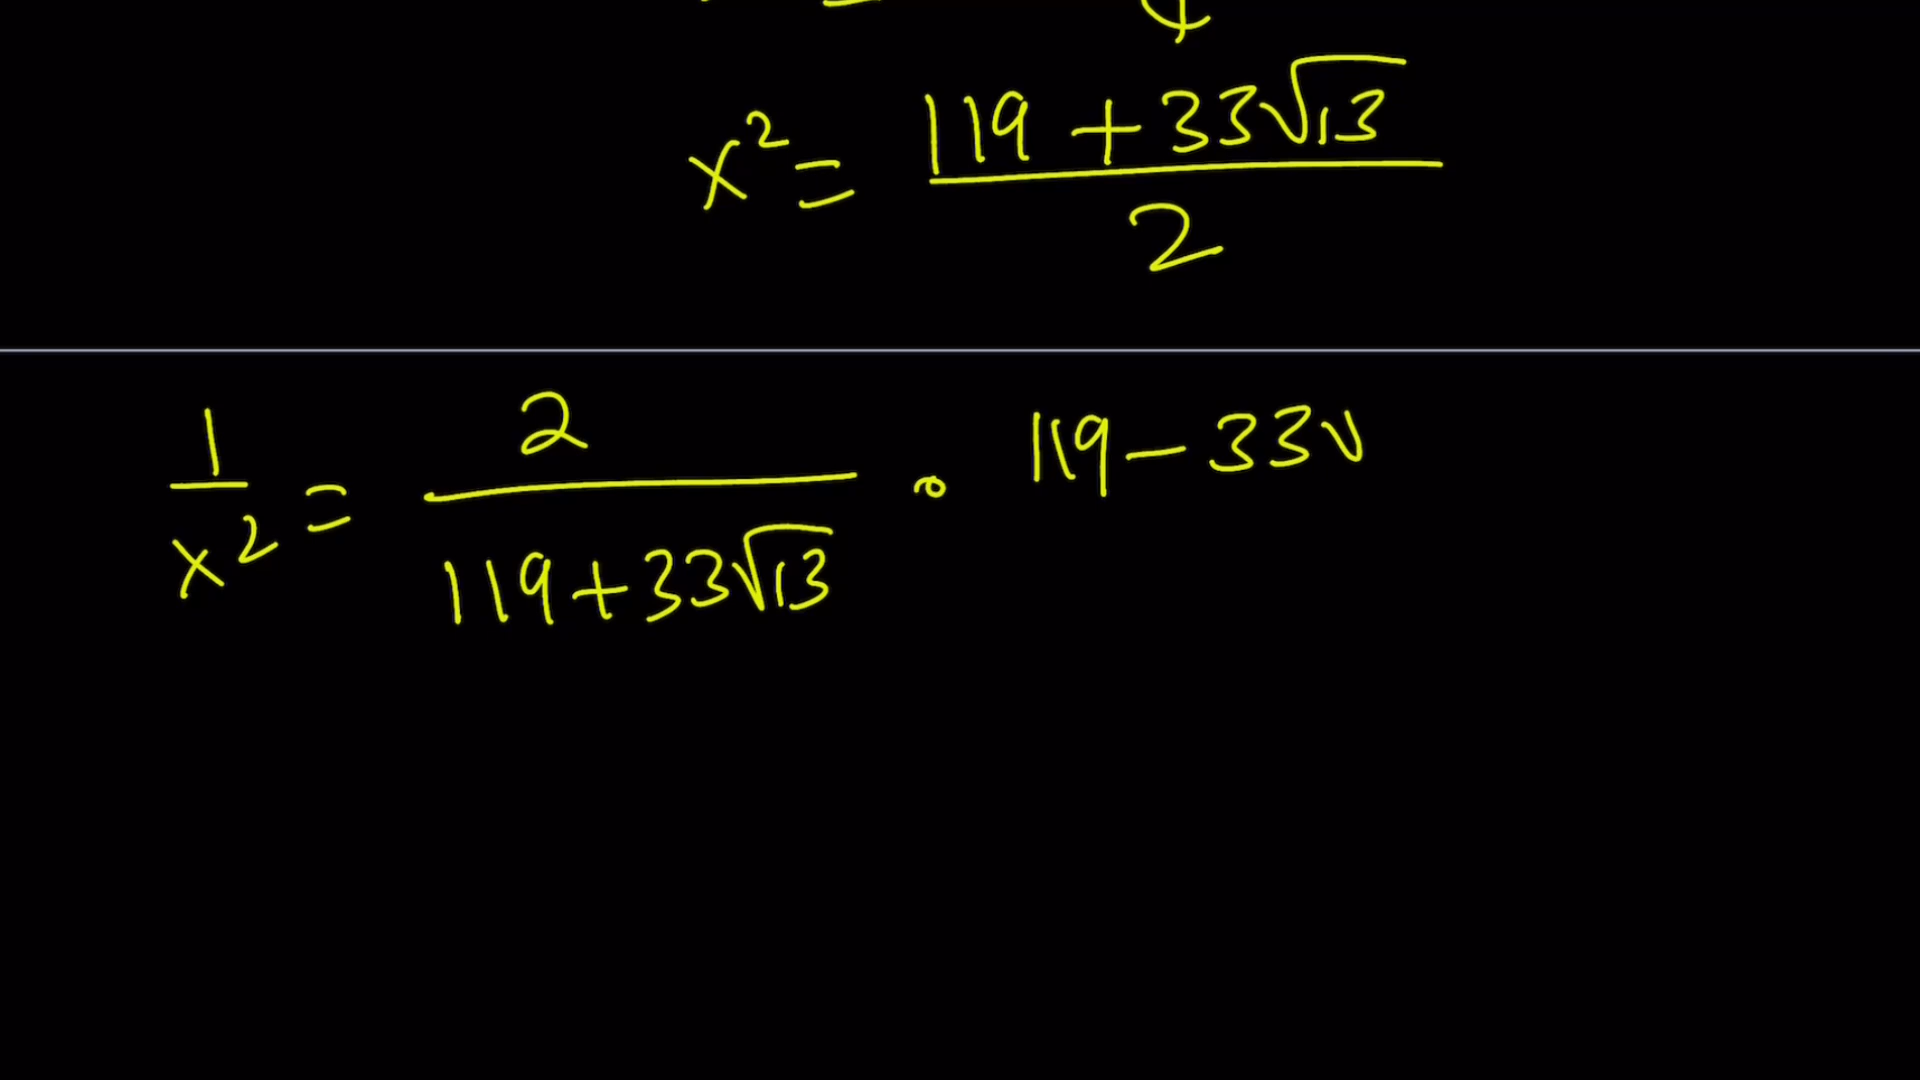 x² = (119 + 33√13) / 2
1/x² = 2 / (119 + 33√13) · 119 - 33√